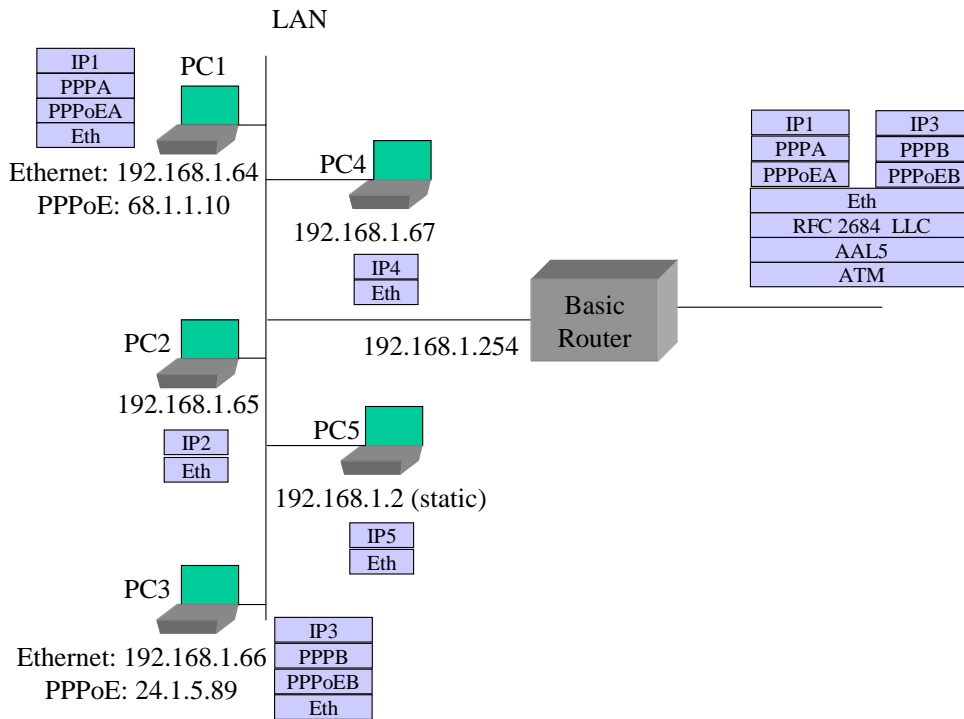 LAN
IP1
PPPA
PPPoEA
Eth
PC1
Ethernet: 192.168.1.64
PPPoE: 68.1.1.10
PC4
192.168.1.67
IP4
Eth
IP1
PPPA
PPPoEA
IP3
PPPB
PPPoEB
Eth
RFC 2684 LLC
AAL5
ATM
Basic
Router
192.168.1.254
PC2
192.168.1.65
IP2
Eth
PC5
192.168.1.2 (static)
IP5
Eth
PC3
Ethernet: 192.168.1.66
PPPoE: 24.1.5.89
IP3
PPPB
PPPoEB
Eth